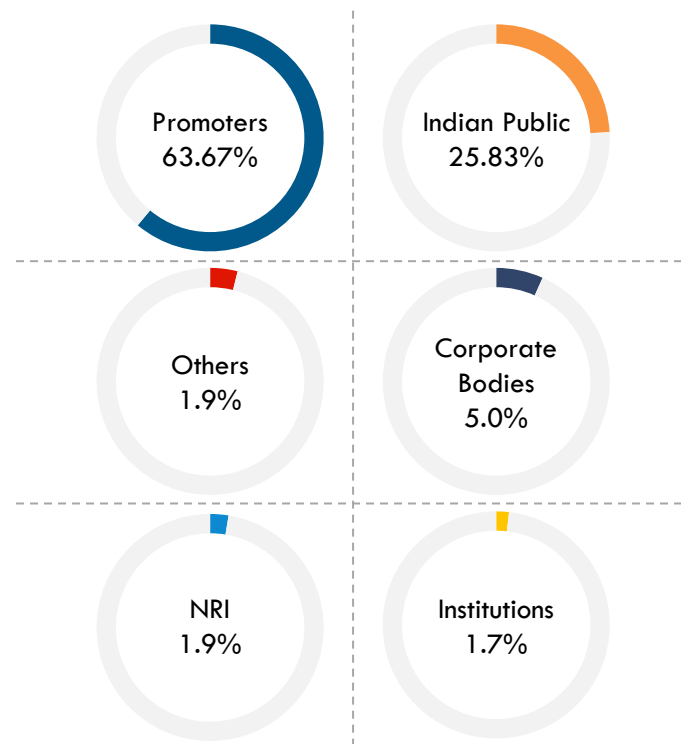 Promoters
63.67%
Indian Public
25.83%
Others
1.9%
Corporate
Bodies
5.0%
NRI
1.9%
Institutions
1.7%